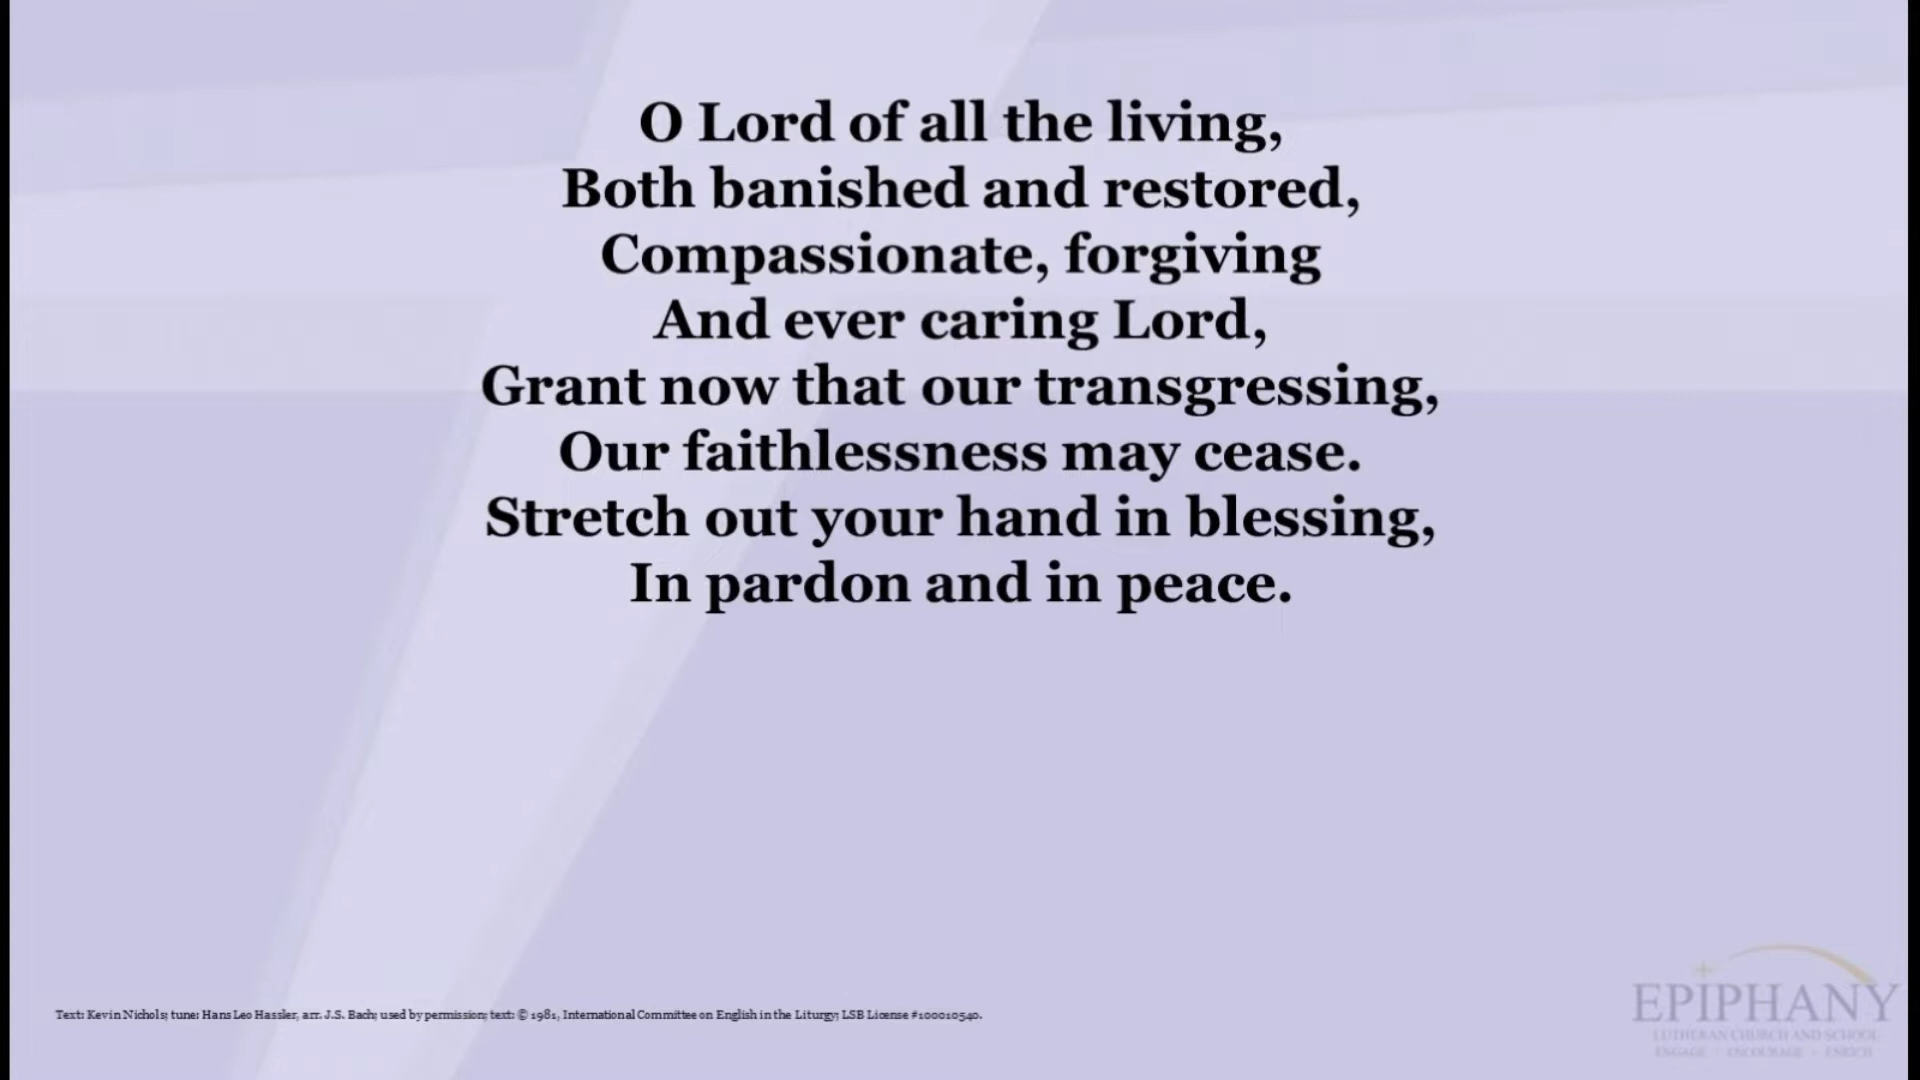 O Lord of all the living,
Both banished and restored,
Compassionate, forgiving
And ever caring Lord,
Grant now that our transgressing,
Our faithlessness may cease.
Stretch out your hand in blessing,
In pardon and in peace.
Text: Kevin Nichols; tune: Hans Leo Hassler, arr. J.S. Bach; used by permission; text: © 1981, International Committee on English in the Liturgy; LSB License #100010540.
EPIPHANY
LUTHERAN CHURCH AND SCHOOL
ENGAGE · ENCOURAGE · ENRICH